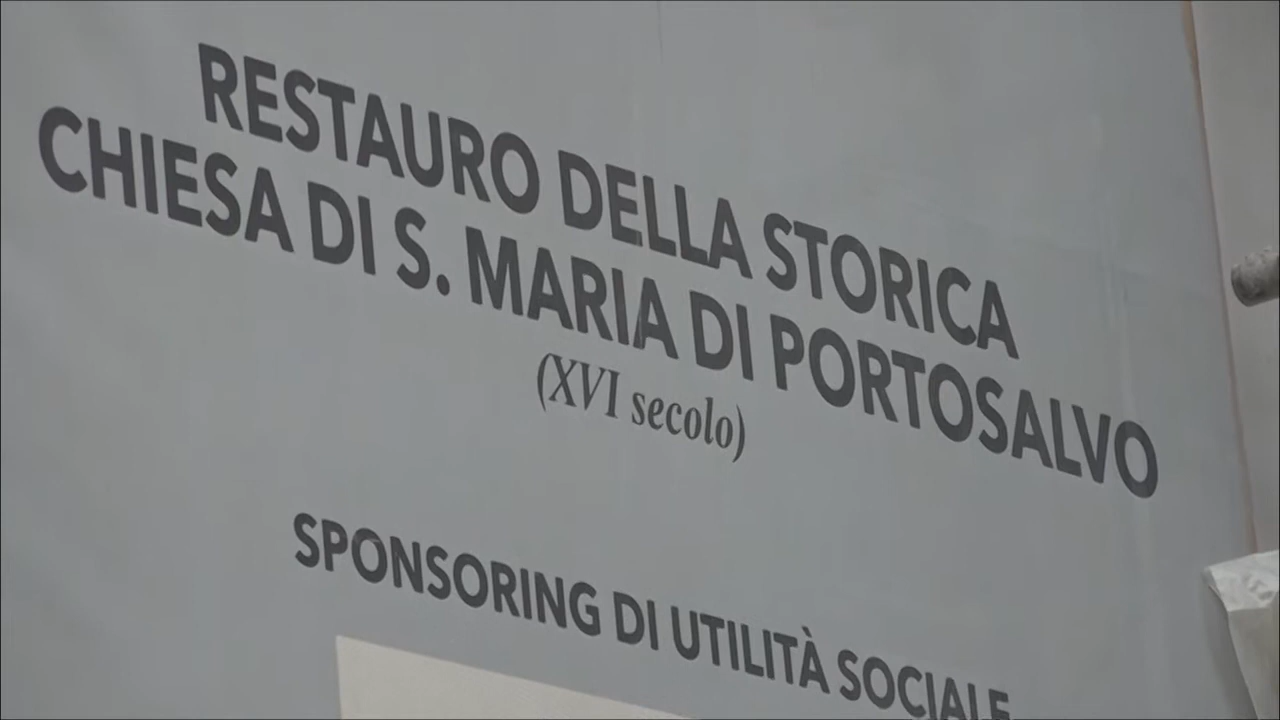 RESTAURO DELLA STORICA
CHIESA DI S. MARIA DI PORTOSALVO
(XVI secolo)
SPONSORING DI UTILITÀ SOCIALE